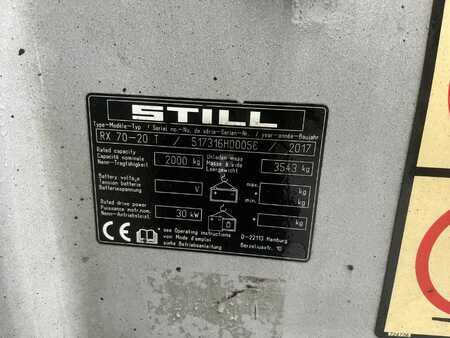 STILL
Type-Modèle-Typ / Serial no.-No. de série-Serien-Nr. / year-année-Baujahr
RX 70-20 T / 517316H00056 / 2017
Rated capacity
Capacité nominale 2000 kg
Nenn-Tragfähigkeit
Unladen mass
Masse à vide 3543 kg
Leergewicht
Battery voltage
Tension batterie V
Batteriespannung
max. kg
min. kg
Rated drive power
Puissance motr.nom. 30 kW
Nenn-Antriebsleist.
* kg
CE
* see Operating instructions
voir Mode d'emploi
siehe Betriebsanleitung
D-22113 Hamburg
Berzeliusstr. 10